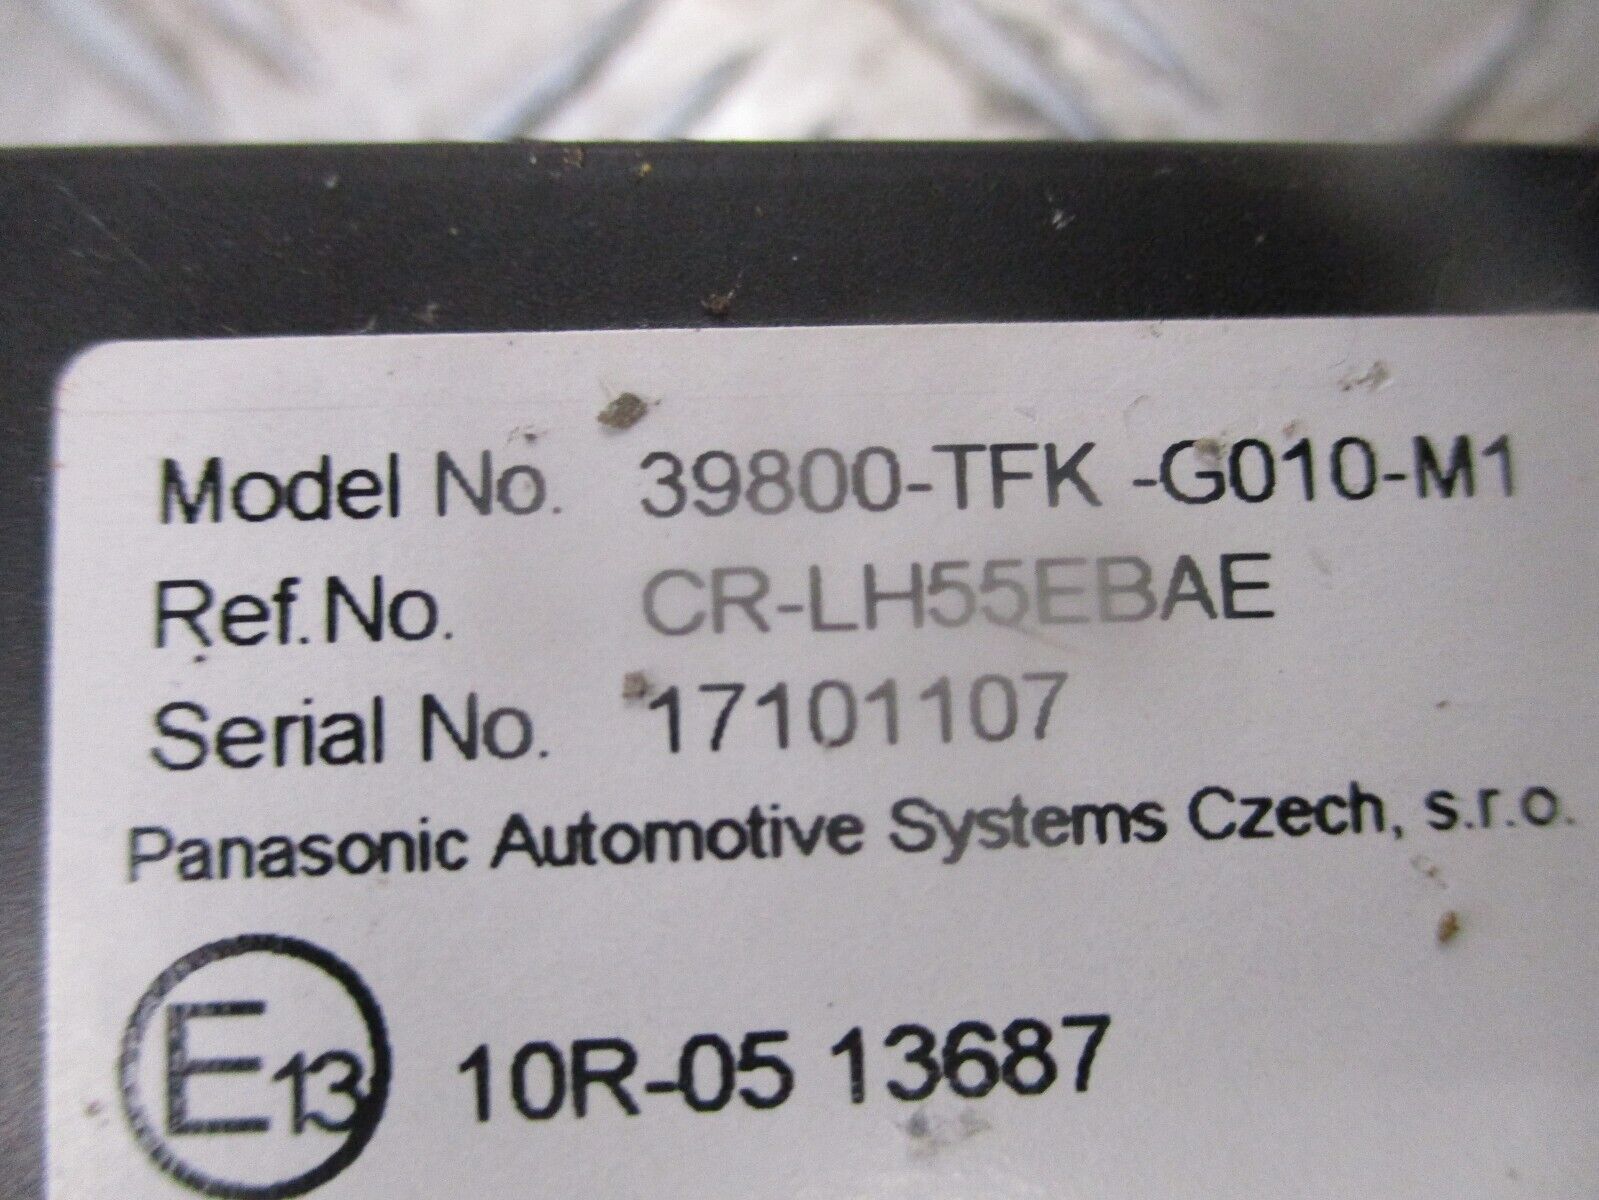 Model No. 39800-TFK -G010-M1
Ref.No. CR-LH55EBAE
Serial No. 17101107
Panasonic Automotive Systems Czech, s.r.o.
E13 10R-05 13687